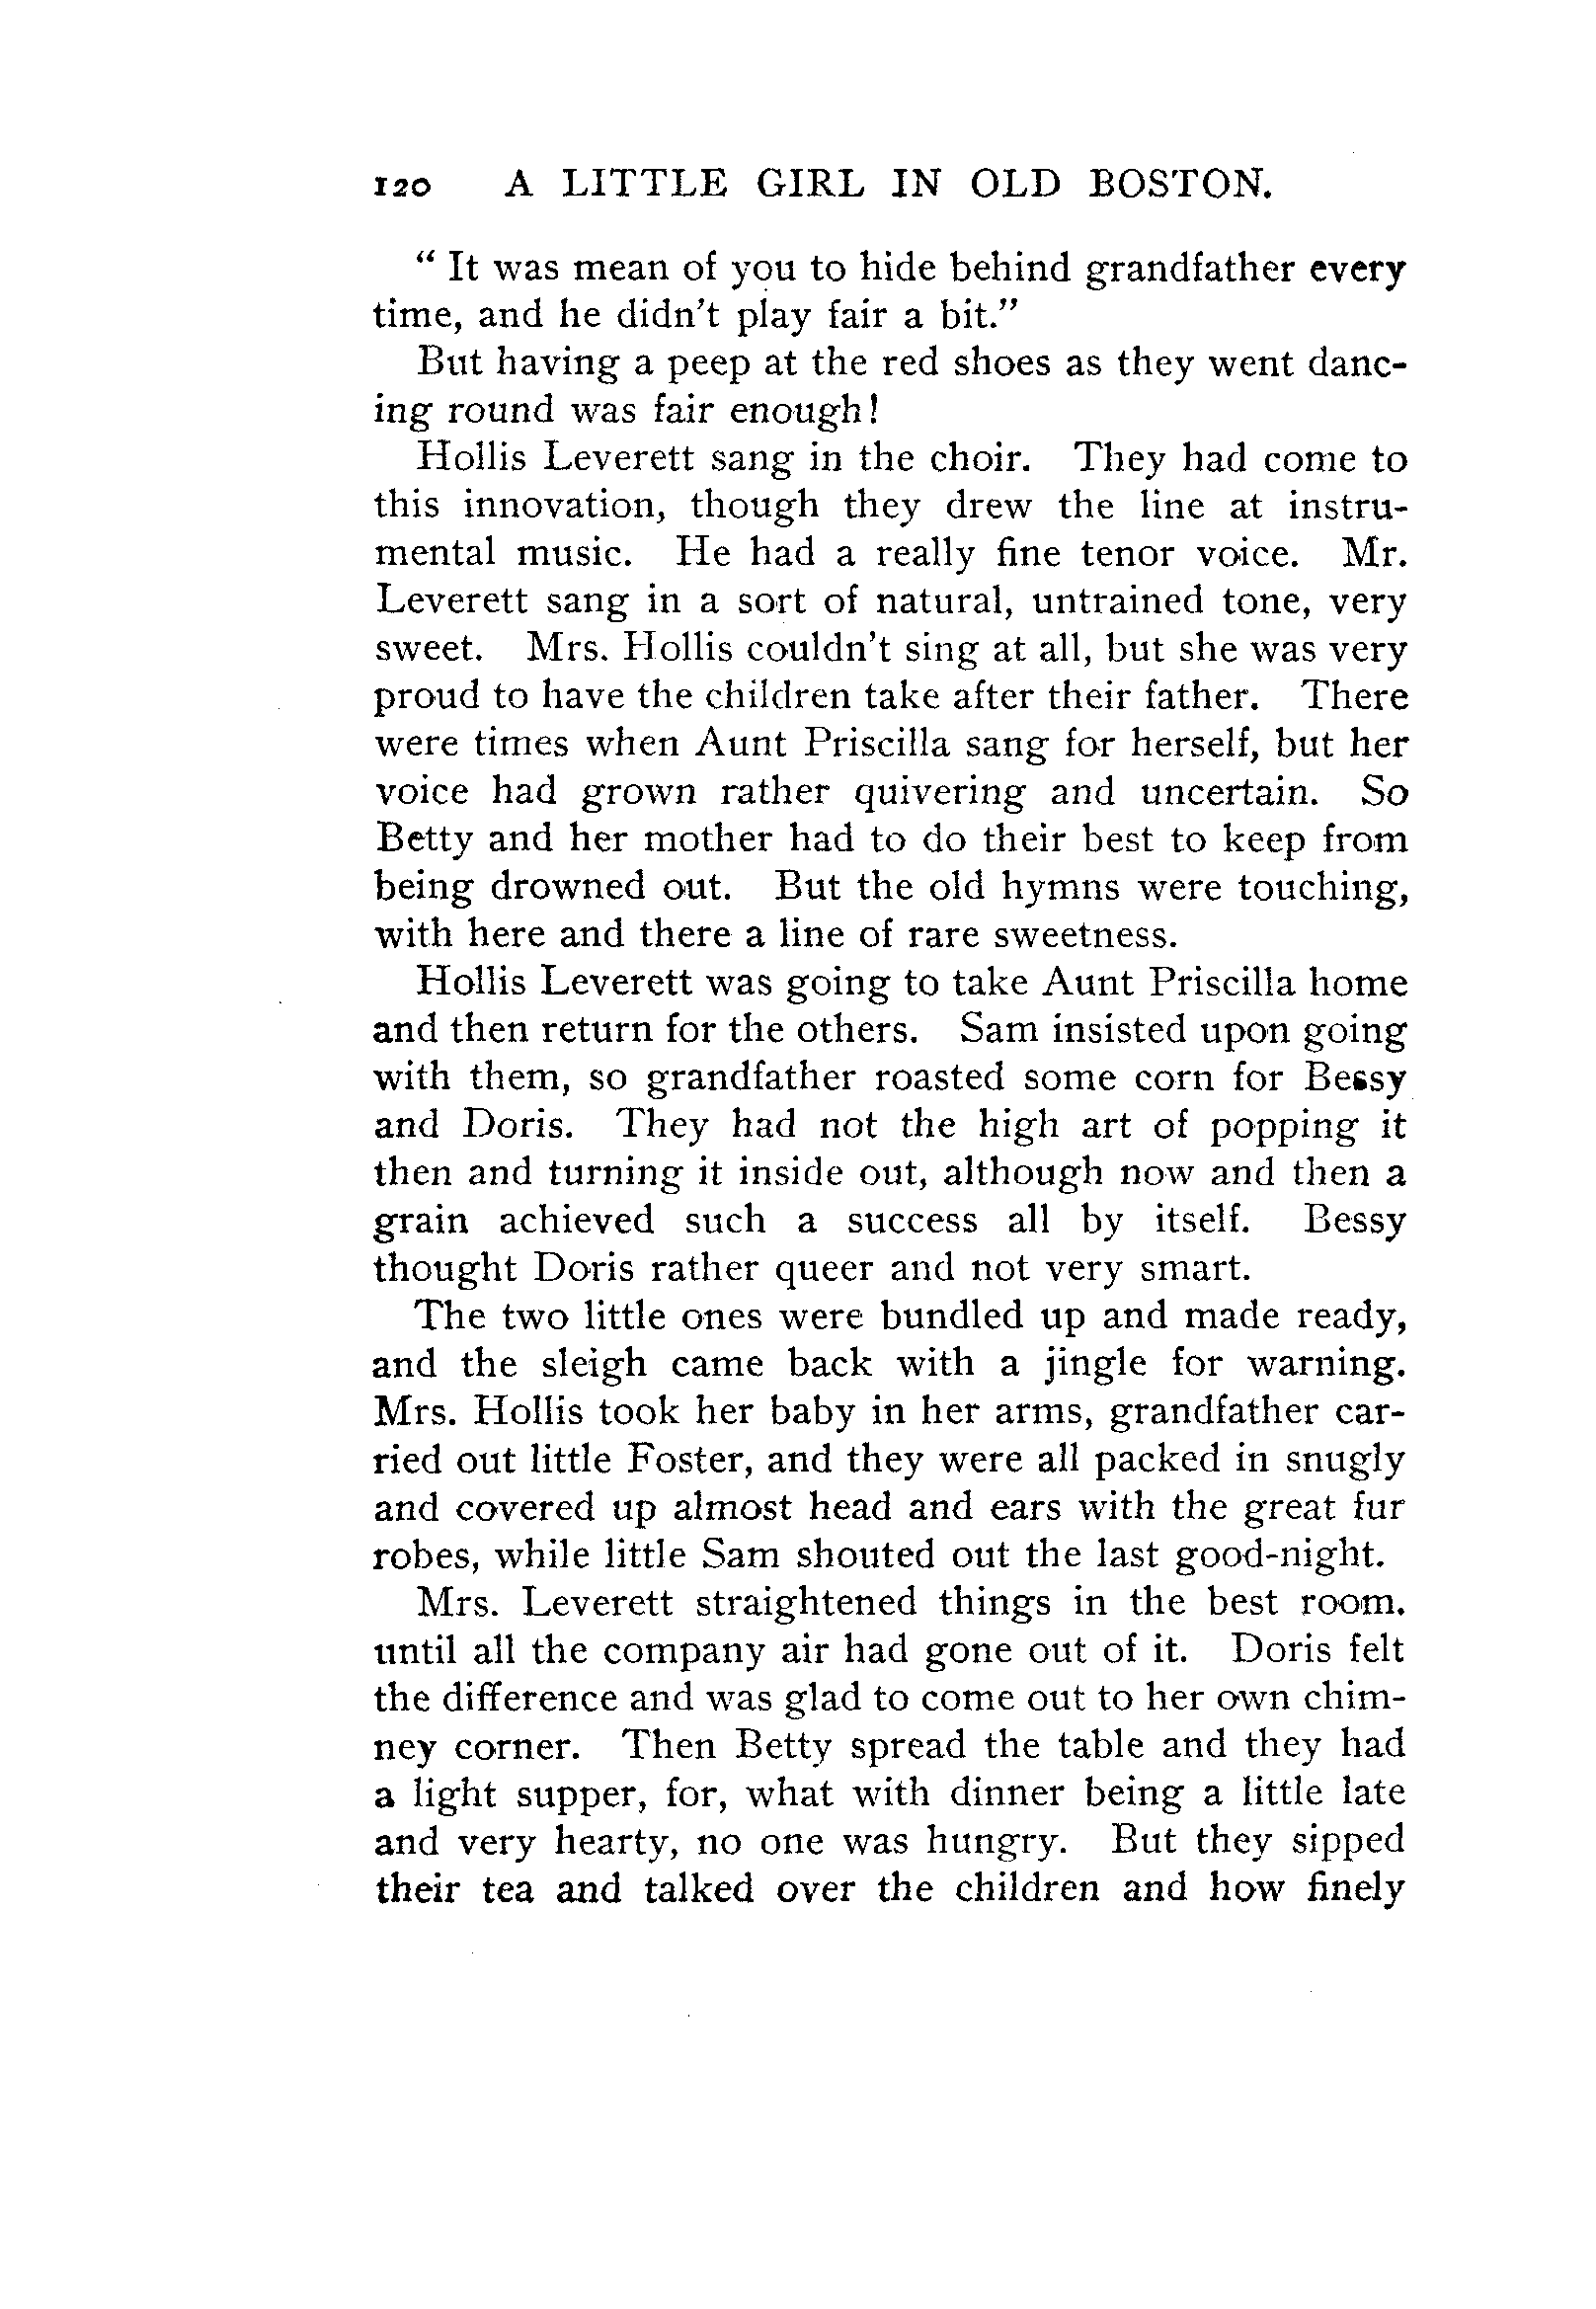 120 A LITTLE GIRL IN OLD BOSTON.
" It was mean of you to hide behind grandfather every
time, and he didn't play fair a bit."
But having a peep at the red shoes as they went danc-
ing round was fair enough!
Hollis Leverett sang in the choir. They had come to
this innovation, though they drew the line at instru-
mental music. He had a really fine tenor voice. Mr.
Leverett sang in a sort of natural, untrained tone, very
sweet. Mrs. Hollis couldn't sing at all, but she was very
proud to have the children take after their father. There
were times when Aunt Priscilla sang for herself, but her
voice had grown rather quivering and uncertain. So
Betty and her mother had to do their best to keep from
being drowned out. But the old hymns were touching,
with here and there a line of rare sweetness.
Hollis Leverett was going to take Aunt Priscilla home
and then return for the others. Sam insisted upon going
with them, so grandfather roasted some corn for Bessy
and Doris. They had not the high art of popping it
then and turning it inside out, although now and then a
grain achieved such a success all by itself. Bessy
thought Doris rather queer and not very smart.
The two little ones were bundled up and made ready,
and the sleigh came back with a jingle for warning.
Mrs. Hollis took her baby in her arms, grandfather car-
ried out little Foster, and they were all packed in snugly
and covered up almost head and ears with the great fur
robes, while little Sam shouted out the last good-night.
Mrs. Leverett straightened things in the best room.
until all the company air had gone out of it. Doris felt
the difference and was glad to come out to her own chim-
ney corner. Then Betty spread the table and they had
a light supper, for, what with dinner being a little late
and very hearty, no one was hungry. But they sipped
their tea and talked over the children and how finely